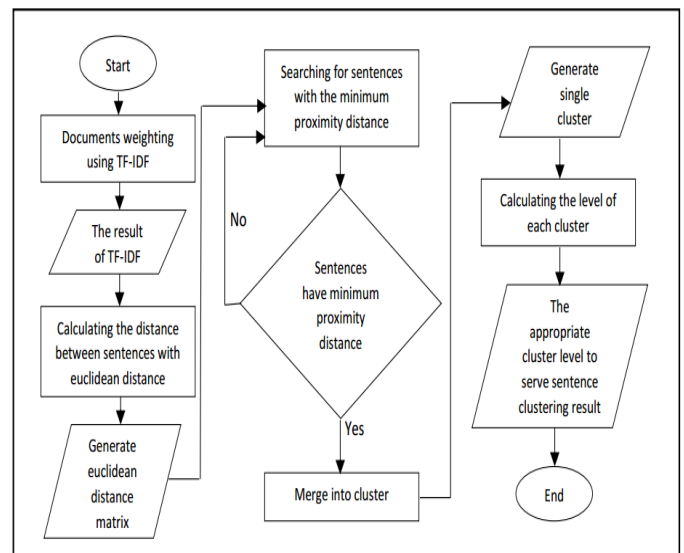 Start
Documents weighting
using TF-IDF
The result
of TF-IDF
Calculating the distance
between sentences with
euclidean distance
Generate
euclidean
distance
matrix
Searching for sentences
with the minimum
proximity distance
No
Sentences
have minimum
proximity
distance
Yes
Merge into cluster
Generate
single
cluster
Calculating the level of
each cluster
The
appropriate
cluster level to
serve sentence
clustering result
End